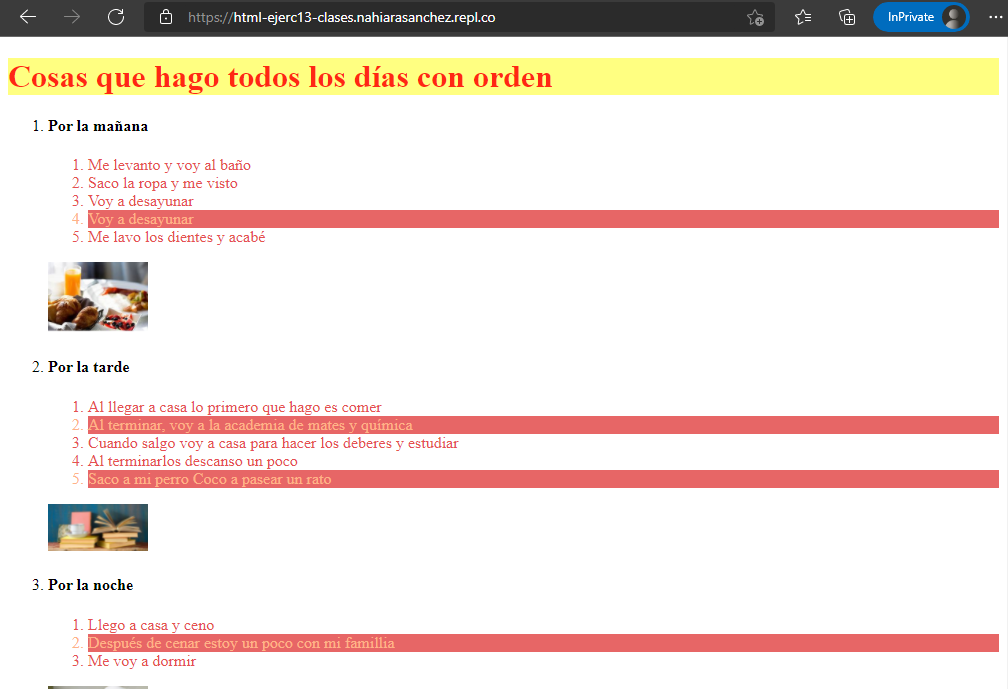 https://html-ejerc13-clases.nahiarasanchez.repl.co
InPrivate
Cosas que hago todos los días con orden
1. Por la mañana
1. Me levanto y voy al baño
2. Saco la ropa y me visto
3. Voy a desayunar
4. Voy a desayunar
5. Me lavo los dientes y acabé
2. Por la tarde
1. Al llegar a casa lo primero que hago es comer
2. Al terminar, voy a la academia de mates y química
3. Cuando salgo voy a casa para hacer los deberes y estudiar
4. Al terminarlos descanso un poco
5. Saco a mi perro Coco a pasear un rato
3. Por la noche
1. Llego a casa y ceno
2. Después de cenar estoy un poco con mi famillia
3. Me voy a dormir